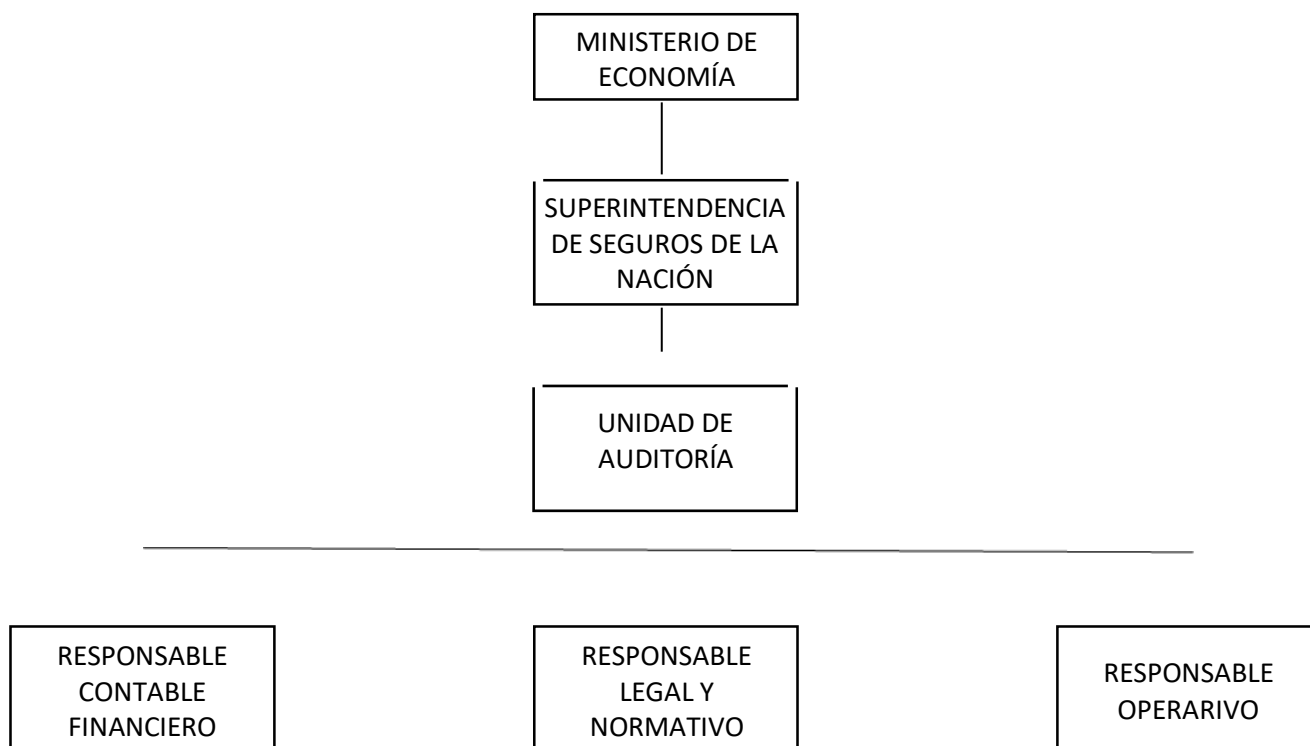 MINISTERIO DE
ECONOMÍA
SUPERINTENDENCIA
DE SEGUROS DE LA
NACIÓN
UNIDAD DE
AUDITORÍA
RESPONSABLE
CONTABLE
FINANCIERO
RESPONSABLE
LEGAL Y
NORMATIVO
RESPONSABLE
OPERARIVO